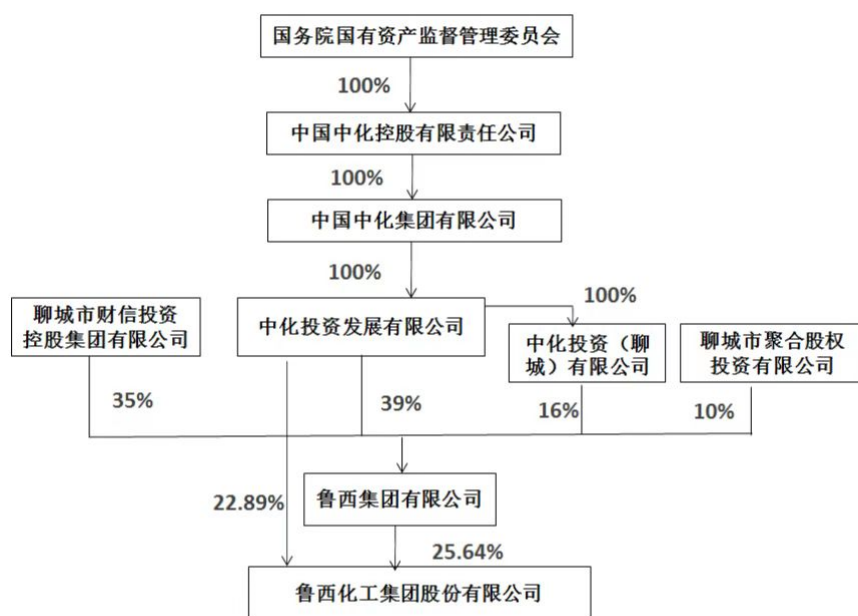 国务院国有资产监督管理委员会
100%
中国中化控股有限责任公司
100%
中国中化集团有限公司
100%
聊城市财信投资
控股集团有限公司
中化投资发展有限公司
100%
中化投资（聊
城）有限公司
聊城市聚合股权
投资有限公司
35%
39%
16%
10%
鲁西集团有限公司
22.89%
25.64%
鲁西化工集团股份有限公司